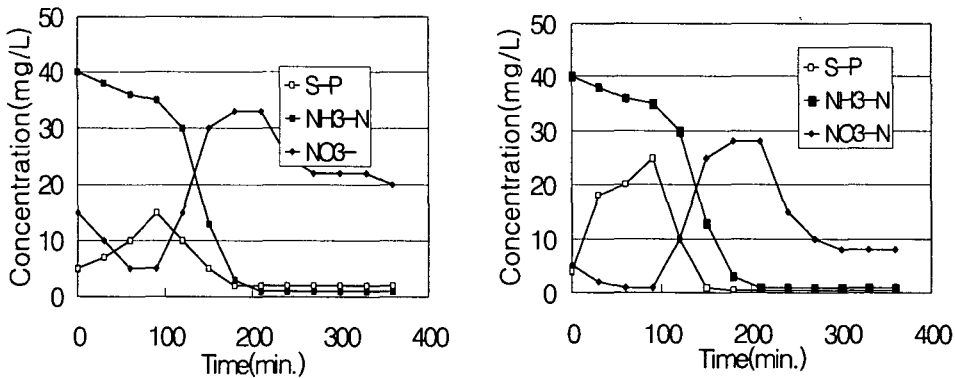 50
40
30
20
10
0
Concentration(mg/L)
S-P
NH3-N
NO3-
0 100 200 300 400
Time(min.)
50
40
30
20
10
0
Concentration(mg/L)
S-P
NH3-N
NO3-N
0 100 200 300 400
Time(min.)